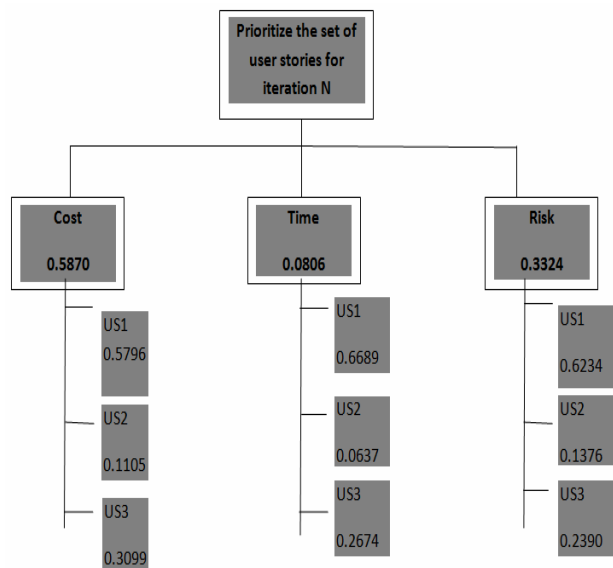 Prioritize the set of
user stories for
iteration N
Cost
0.5870
Time
0.0806
Risk
0.3324
US1
0.5796
US2
0.1105
US3
0.3099
US1
0.6689
US2
0.0637
US3
0.2674
US1
0.6234
US2
0.1376
US3
0.2390